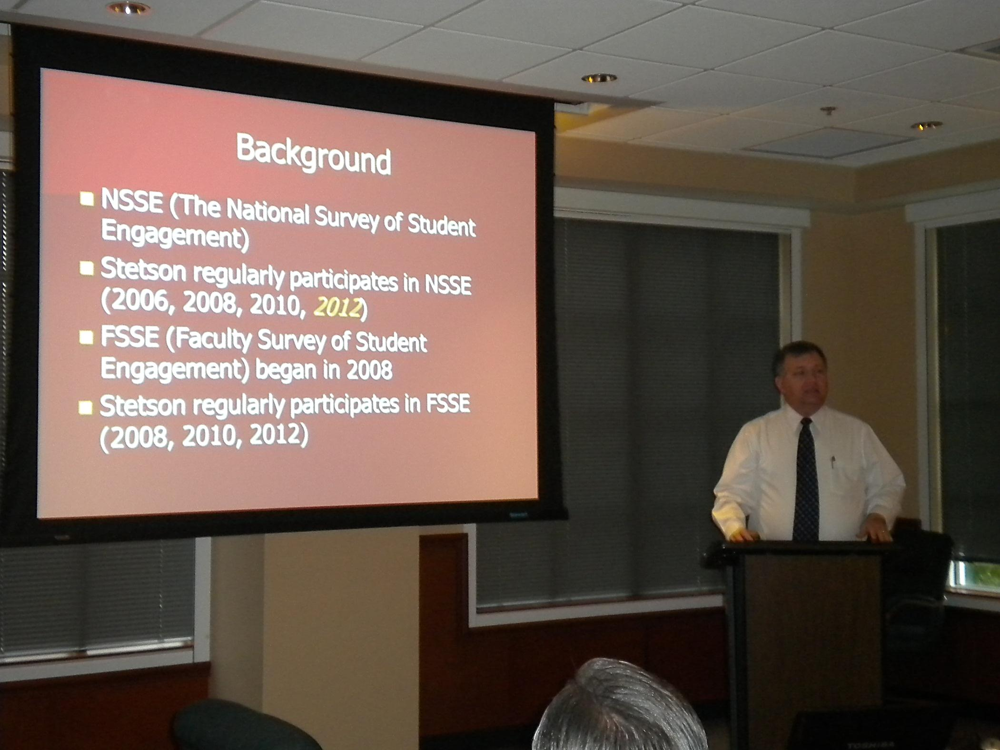 Background
NSSE (The National Survey of Student
Engagement)
Stetson regularly participates in NSSE
(2006, 2008, 2010, 2012)
FSSE (Faculty Survey of Student
Engagement) began in 2008
Stetson regularly participates in FSSE
(2008, 2010, 2012)
TOSHIBA